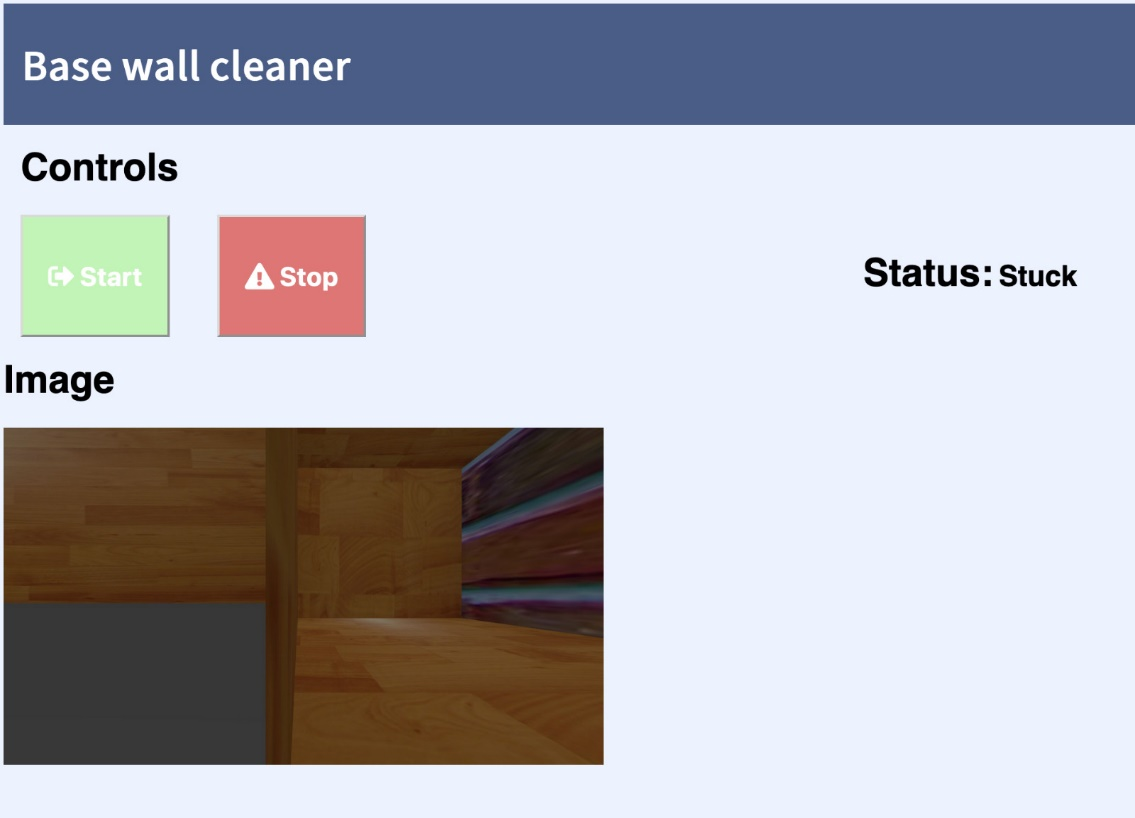 Base wall cleaner
Controls
Start
Stop
Status: Stuck
Image